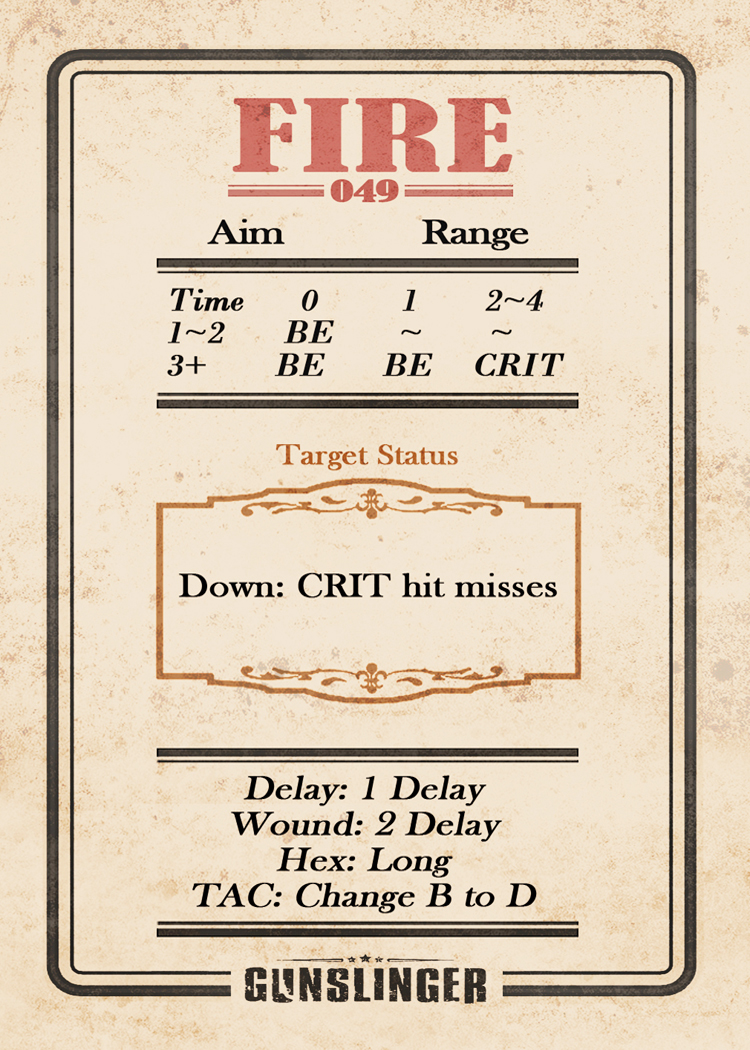 FIRE
049
Aim Range
Time 0 1 2~4
1~2 BE ~ ~
3+ BE BE CRIT
Target Status
Down: CRIT hit misses
Delay: 1 Delay
Wound: 2 Delay
Hex: Long
TAC: Change B to D
GUNSLINGER